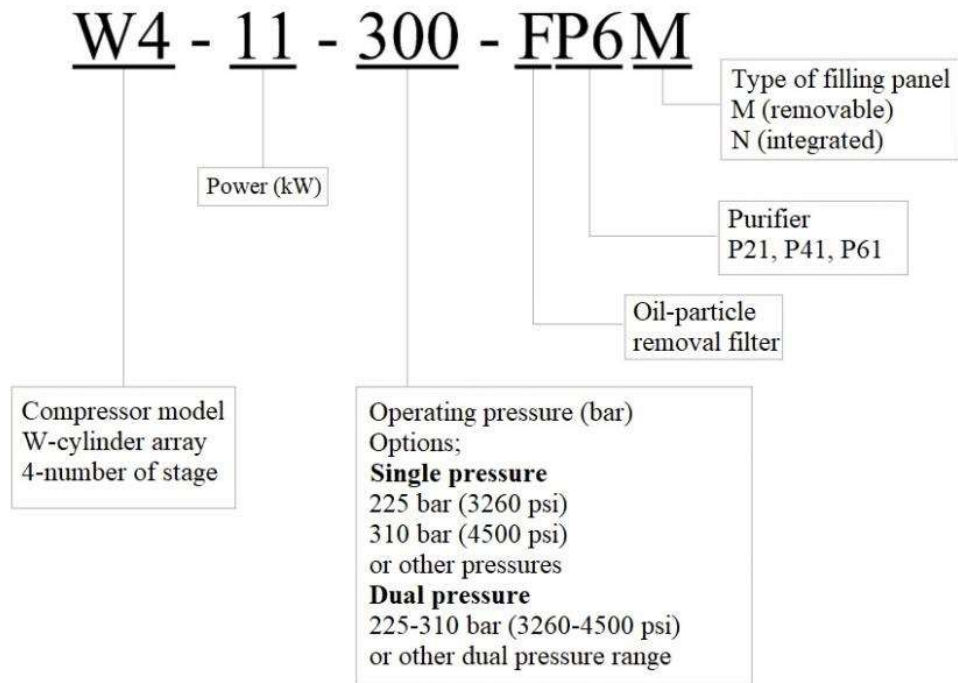 W4 - 11 - 300 - FP6M
Type of filling panel
M (removable)
N (integrated)
Power (kW)
Purifier
P21, P41, P61
Oil-particle
removal filter
Compressor model
W-cylinder array
4-number of stage
Operating pressure (bar)
Options;
Single pressure
225 bar (3260 psi)
310 bar (4500 psi)
or other pressures
Dual pressure
225-310 bar (3260-4500 psi)
or other dual pressure range